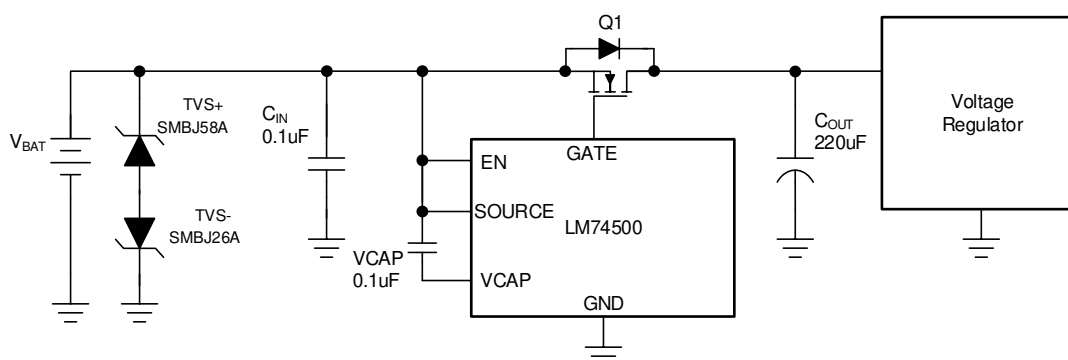 Q1
TVS+
SMBJ58A
VBAT
TVS-
SMBJ26A
CIN
0.1uF
GATE
EN
SOURCE
LM74500
VCAP
0.1uF
VCAP
GND
COUT
220uF
Voltage
Regulator